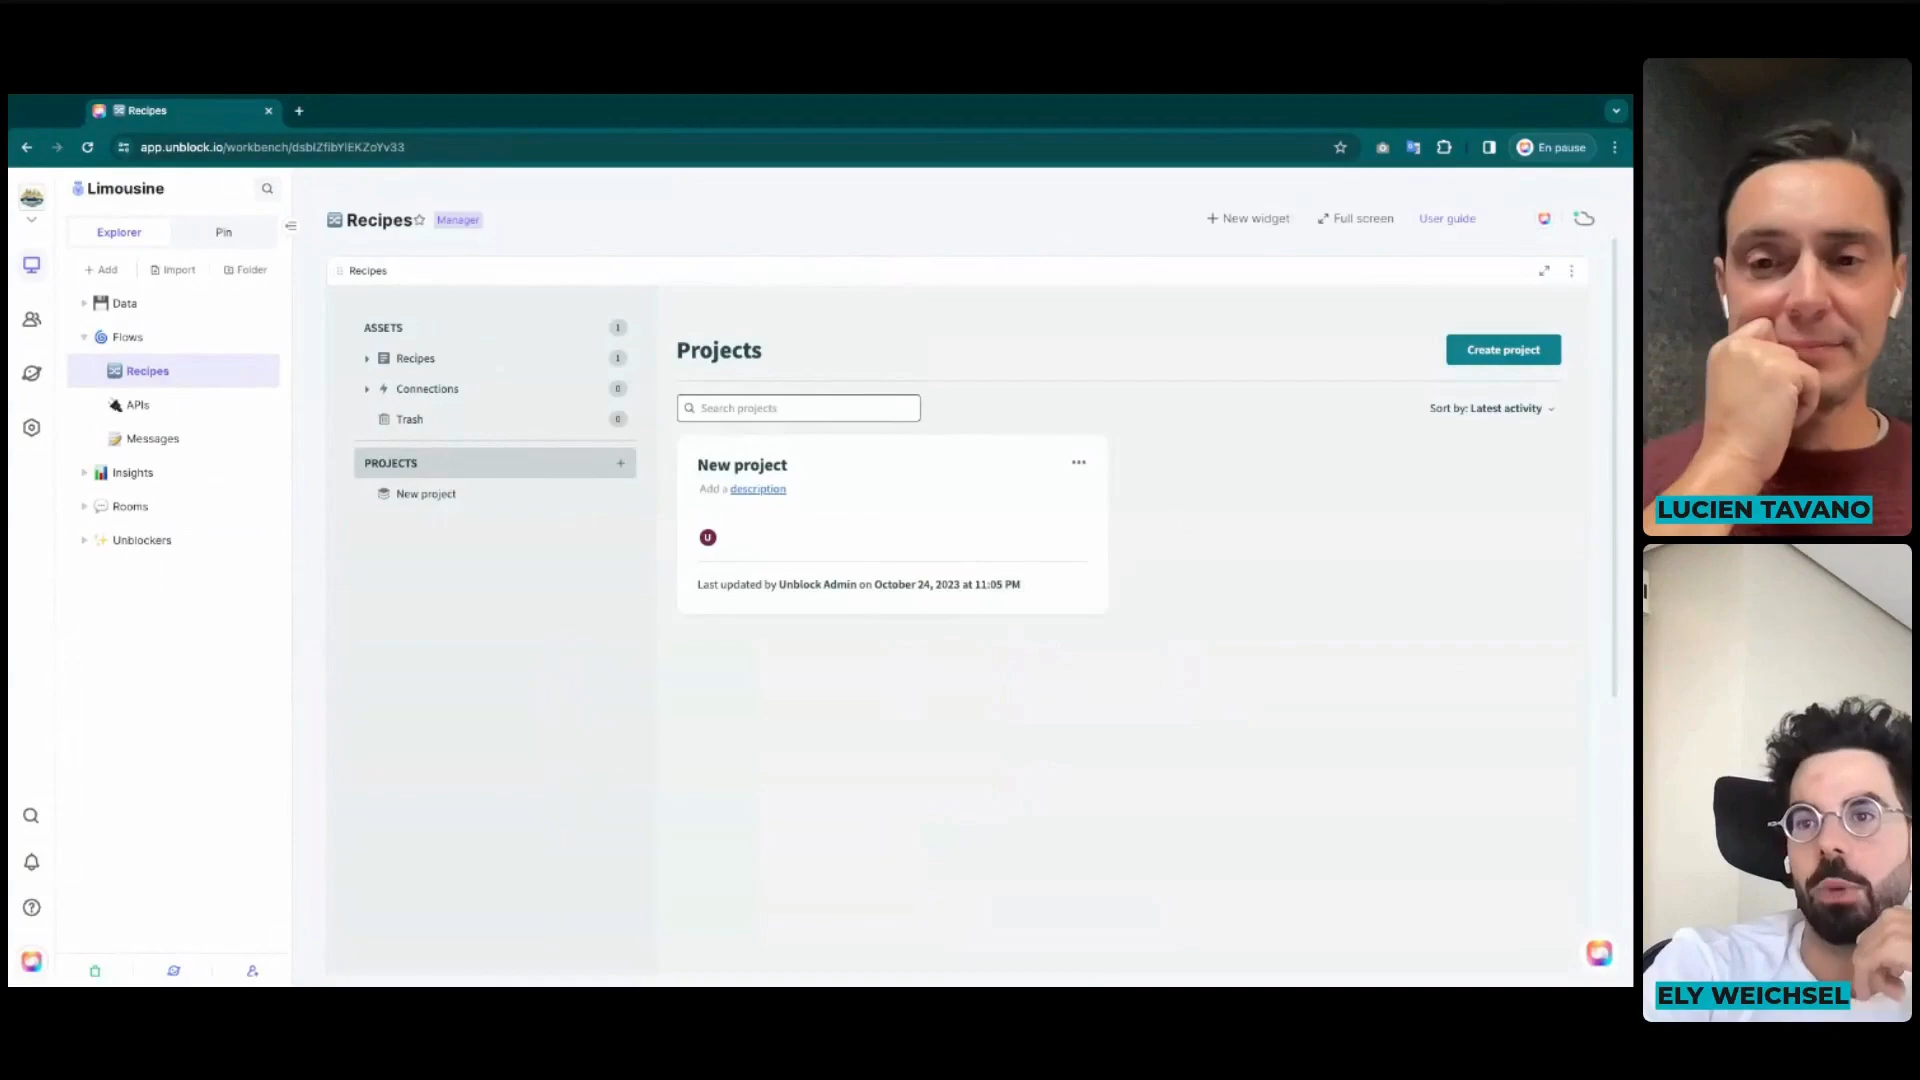 Recipes
app.unblock.io/workbench/dsblZfibYlEKZoYv33
En pause
Limousine
Explorer
Pin
Add
Import
Folder
Data
Flows
Recipes
APIs
Messages
Insights
Rooms
Unblockers
Recipes
Manager
New widget
Full screen
User guide
Recipes
ASSETS
1
Recipes
1
Connections
0
Trash
0
PROJECTS
New project
Projects
Create project
Search projects
Sort by: Latest activity
New project
Add a description
U
Last updated by Unblock Admin on October 24, 2023 at 11:05 PM
LUCIEN TAVANO
ELY WEICHSEL